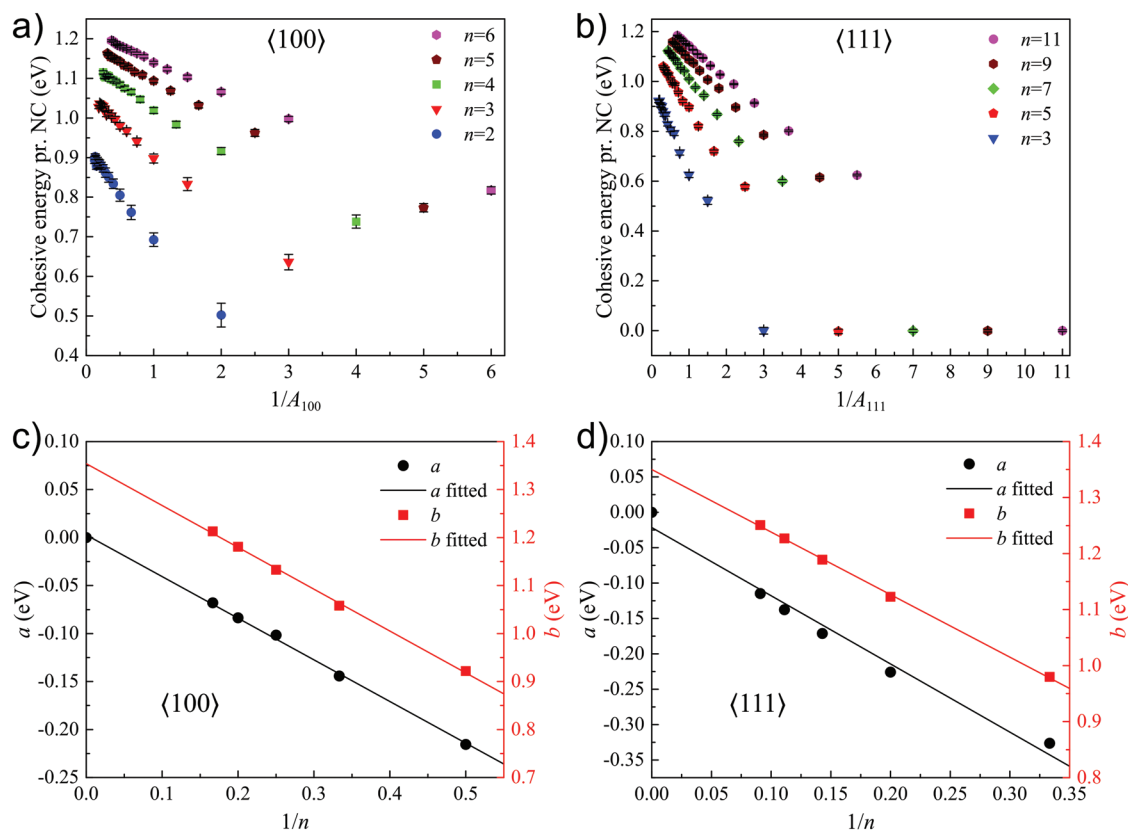 a)
⟨100⟩
n=6
n=5
n=4
n=3
n=2
Cohesive energy pr. NC (eV)
1.2
1.1
1.0
0.9
0.8
0.7
0.6
0.5
0.4
0 1 2 3 4 5 6
1/A100
b)
⟨111⟩
n=11
n=9
n=7
n=5
n=3
Cohesive energy pr. NC (eV)
1.2
1.0
0.8
0.6
0.4
0.2
0.0
0 1 2 3 4 5 6 7 8 9 10 11
1/A111
c)
a
a fitted
b
b fitted
⟨100⟩
a (eV)
0.10
0.05
0.00
-0.05
-0.10
-0.15
-0.20
-0.25
b (eV)
1.4
1.3
1.2
1.1
1.0
0.9
0.8
0.7
0.0 0.1 0.2 0.3 0.4 0.5
1/n
d)
a
a fitted
b
b fitted
⟨111⟩
a (eV)
0.10
0.05
0.00
-0.05
-0.10
-0.15
-0.20
-0.25
-0.30
-0.35
b (eV)
1.4
1.3
1.2
1.1
1.0
0.9
0.8
0.00 0.05 0.10 0.15 0.20 0.25 0.30 0.35
1/n